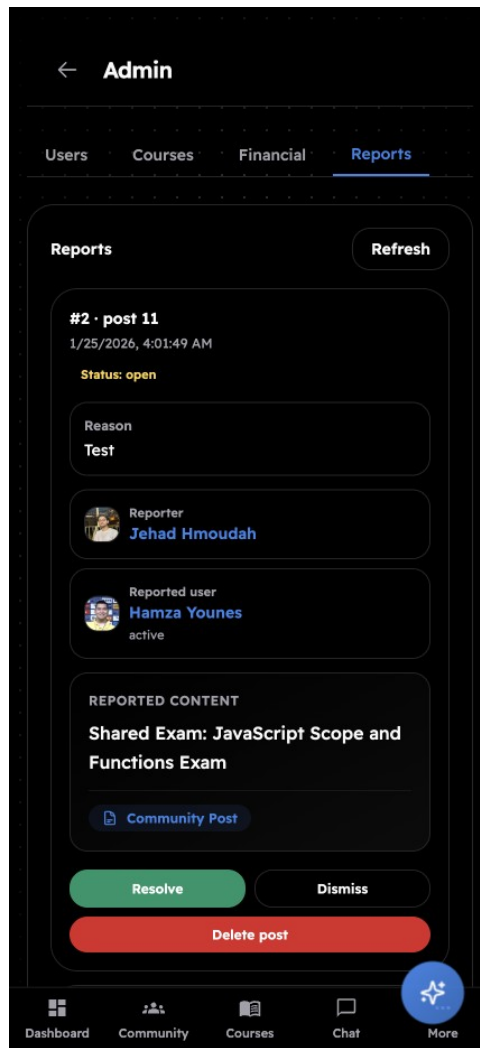 Admin
Users Courses Financial Reports
Reports Refresh
#2 · post 11
1/25/2026, 4:01:49 AM
Status: open
Reason
Test
Reporter
Jehad Hmoudah
Reported user
Hamza Younes
active
REPORTED CONTENT
Shared Exam: JavaScript Scope and
Functions Exam
Community Post
Resolve Dismiss
Delete post
Dashboard Community Courses Chat More